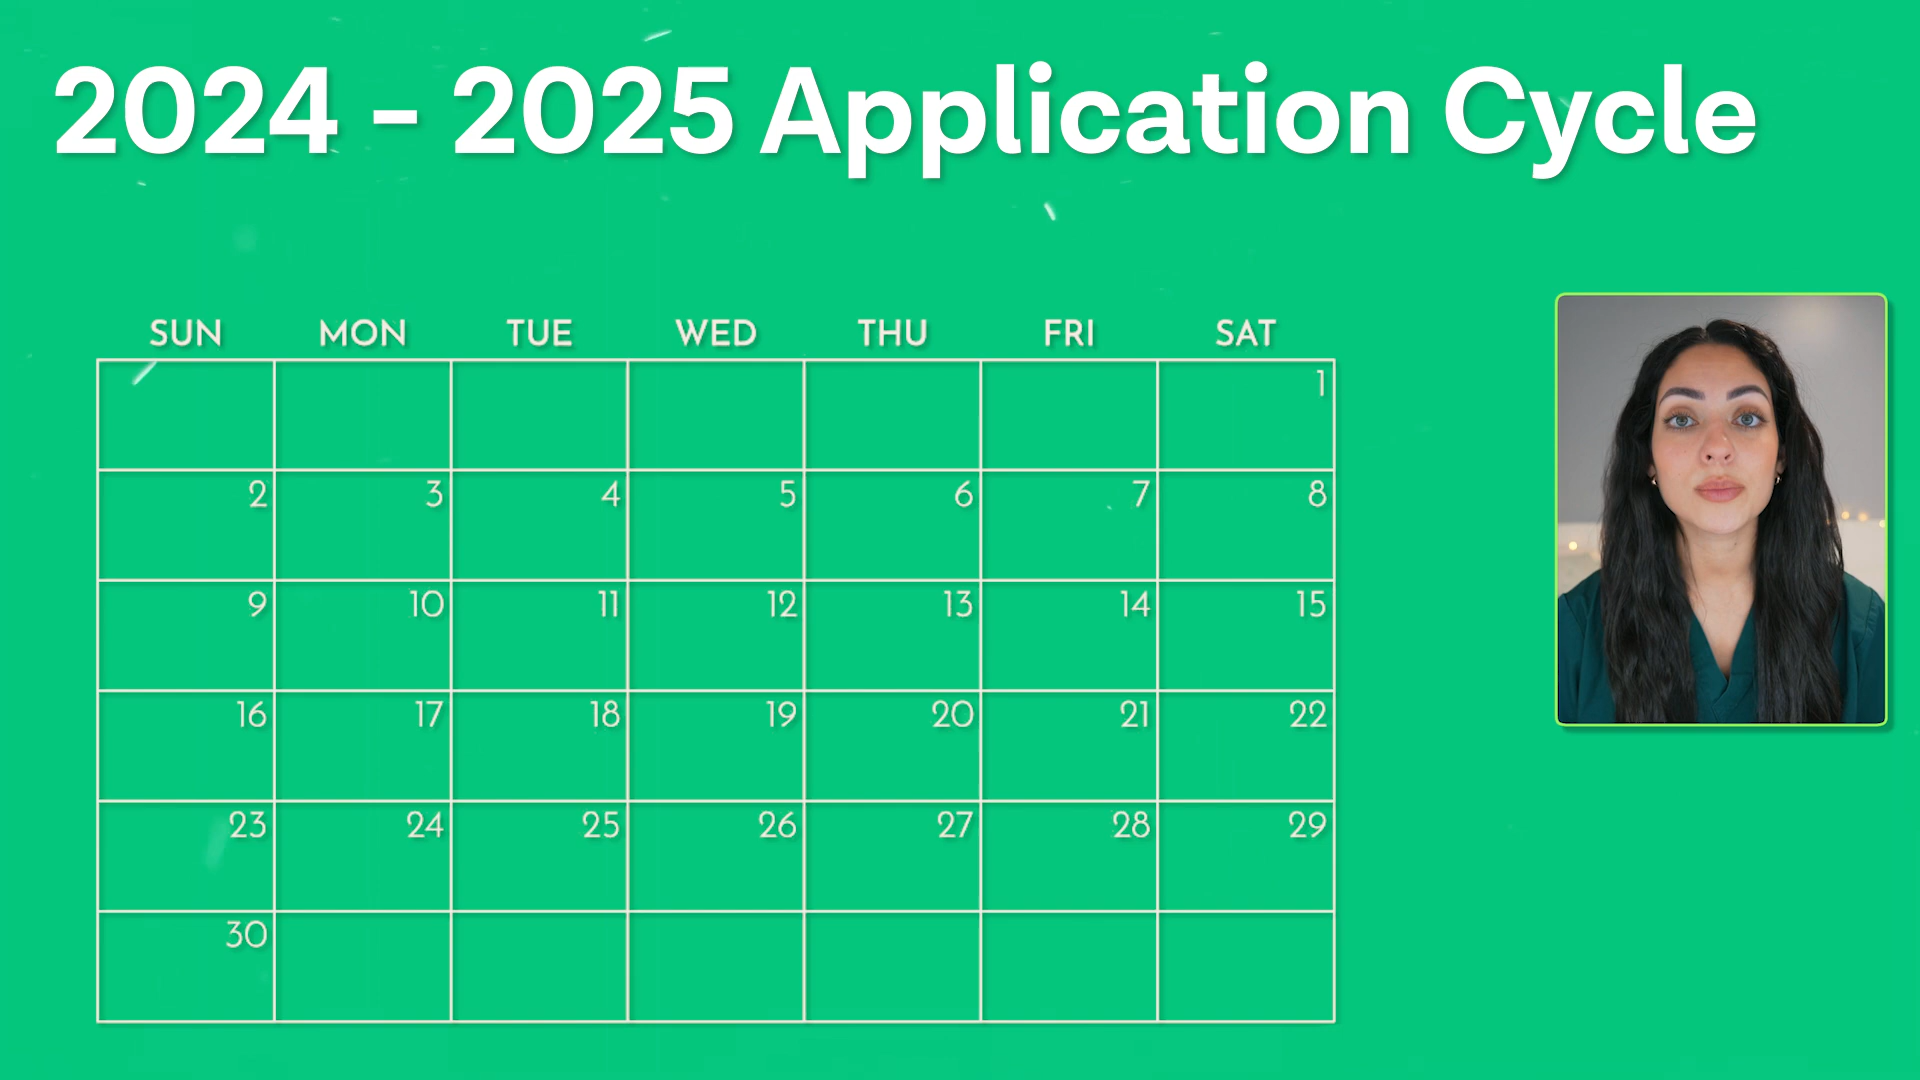 2024 - 2025 Application Cycle
SUN MON TUE WED THU FRI SAT
1
2 3 4 5 6 7 8
9 10 11 12 13 14 15
16 17 18 19 20 21 22
23 24 25 26 27 28 29
30